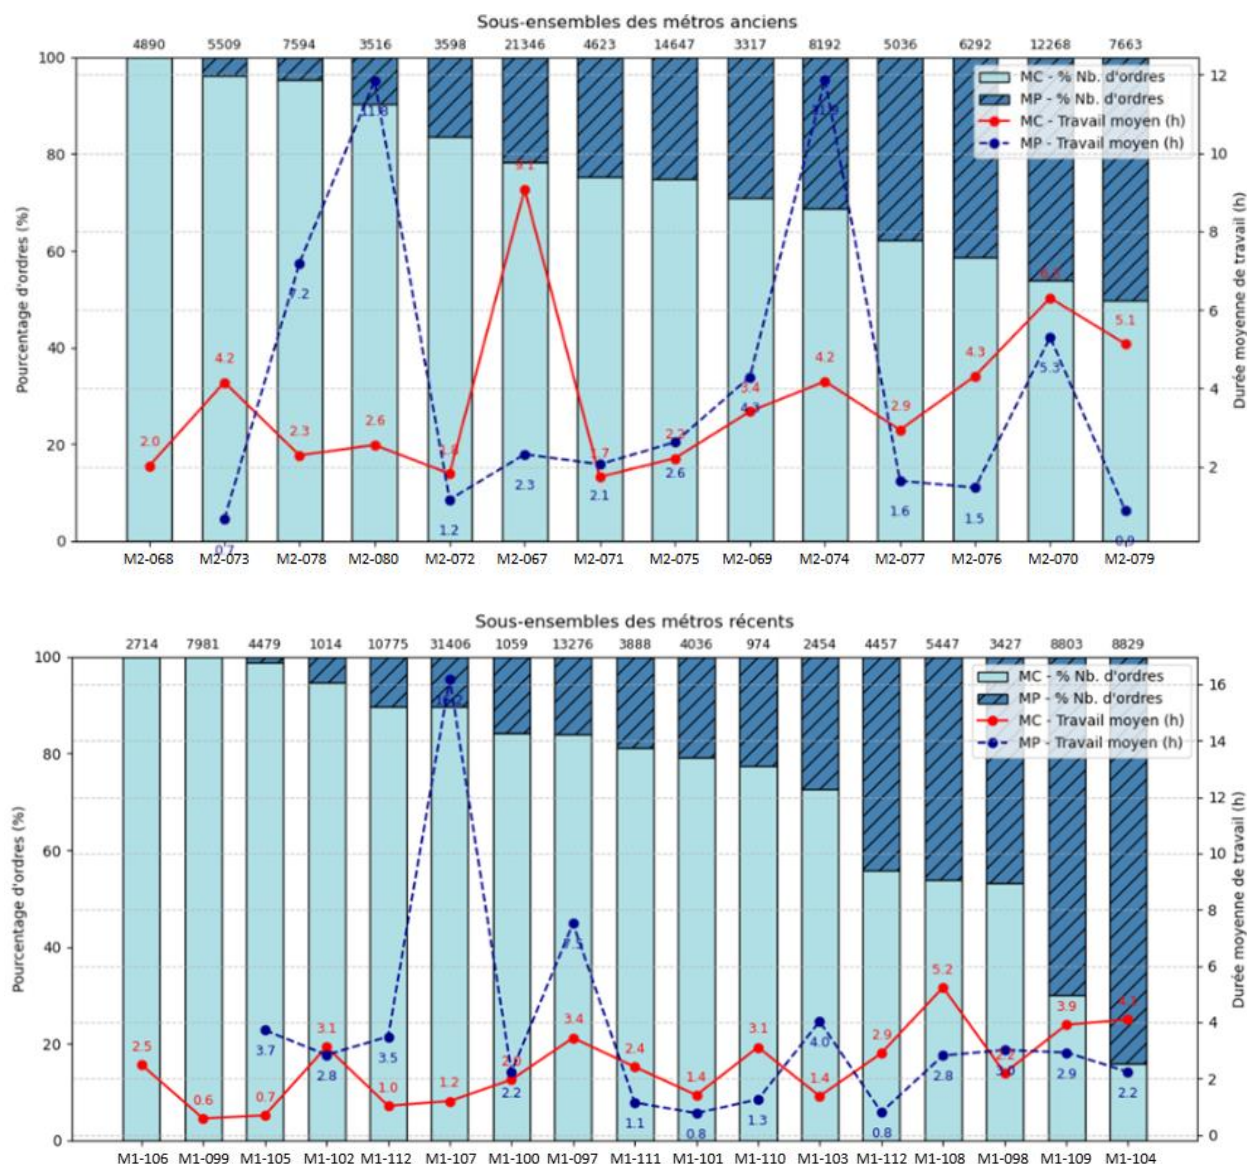 Sous-ensembles des métros anciens
4890 5509 7594 3516 3598 21346 4623 14647 3317 8192 5036 6292 12268 7663
100
80
60
40
20
0
Pourcentage d'ordres (%)
12
10
8
6
4
2
Durée moyenne de travail (h)
MC - % Nb. d'ordres
MP - % Nb. d'ordres
MC - Travail moyen (h)
MP - Travail moyen (h)
2.0 4.2 2.3 2.6 1.8 9.1 1.7 2.2 3.4 4.2 2.9 4.3 6.3 5.1
0.7 7.2 11.8 1.2 2.3 2.1 2.6 4.3 1.6 1.5 5.3 0.9
M2-068 M2-073 M2-078 M2-080 M2-072 M2-067 M2-071 M2-075 M2-069 M2-074 M2-077 M2-076 M2-070 M2-079
Sous-ensembles des métros récents
2714 7981 4479 1014 10775 31406 1059 13276 3888 4036 974 2454 4457 5447 3427 8803 8829
100
80
60
40
20
0
Pourcentage d'ordres (%)
16
14
12
10
8
6
4
2
0
Durée moyenne de travail (h)
MC - % Nb. d'ordres
MP - % Nb. d'ordres
MC - Travail moyen (h)
MP - Travail moyen (h)
2.5 0.6 0.7 3.1 1.0 1.2 2.0 3.4 2.4 1.4 3.1 1.4 2.9 5.2 2.2 3.9 4.1
3.7 2.8 3.5 16.2 2.2 7.5 1.1 0.8 1.3 4.0 0.8 2.8 3.0 2.9 2.2
M1-106 M1-099 M1-105 M1-102 M1-112 M1-107 M1-100 M1-097 M1-111 M1-101 M1-110 M1-103 M1-112 M1-108 M1-098 M1-109 M1-104